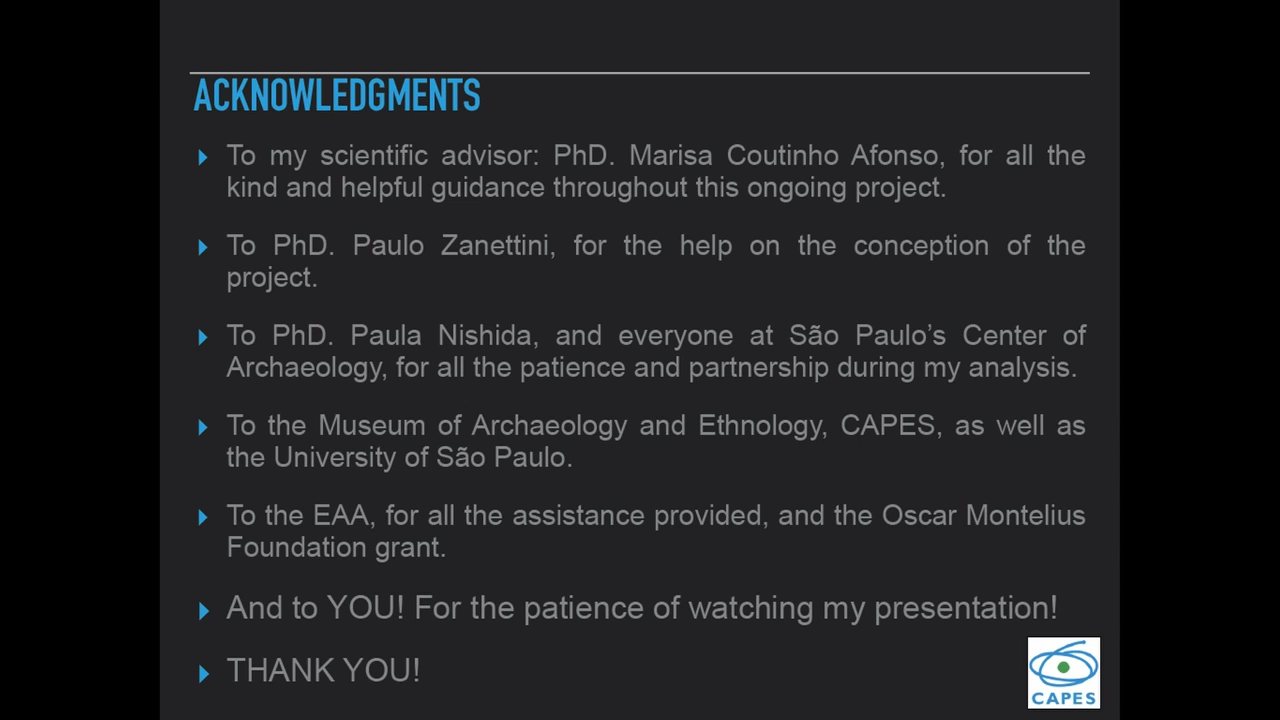 ACKNOWLEDGMENTS
To my scientific advisor: PhD. Marisa Coutinho Afonso, for all the
kind and helpful guidance throughout this ongoing project.
To PhD. Paulo Zanettini, for the help on the conception of the
project.
To PhD. Paula Nishida, and everyone at São Paulo’s Center of
Archaeology, for all the patience and partnership during my analysis.
To the Museum of Archaeology and Ethnology, CAPES, as well as
the University of São Paulo.
To the EAA, for all the assistance provided, and the Oscar Montelius
Foundation grant.
And to YOU! For the patience of watching my presentation!
THANK YOU!
CAPES